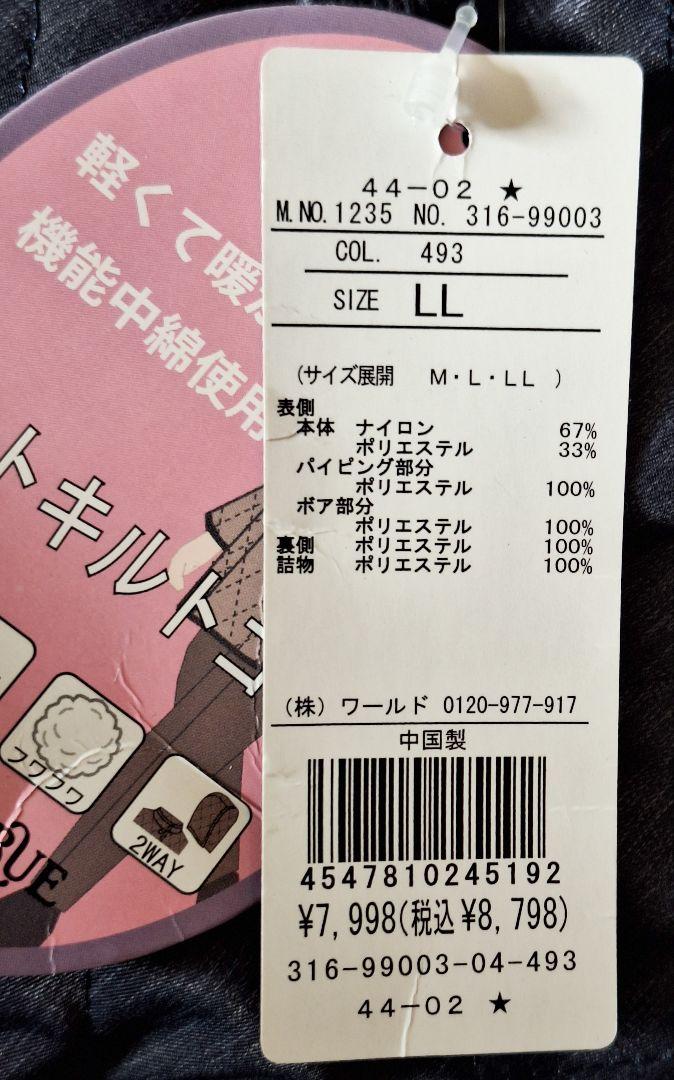 軽くて暖
機能中綿使用
トキルトコ
フワフワ
2WAY
RUE
44-02 ★
M.NO.1235 NO. 316-99003
COL. 493
SIZE LL
(サイズ展開 M・L・LL )
表側
本体 ナイロン 67%
ポリエステル 33%
パイピング部分
ポリエステル 100%
ボア部分
ポリエステル 100%
裏側 ポリエステル 100%
詰物 ポリエステル 100%
(株) ワールド 0120-977-917
中国製
4547810245192
¥7,998(税込¥8,798)
316-99003-04-493
44-02 ★